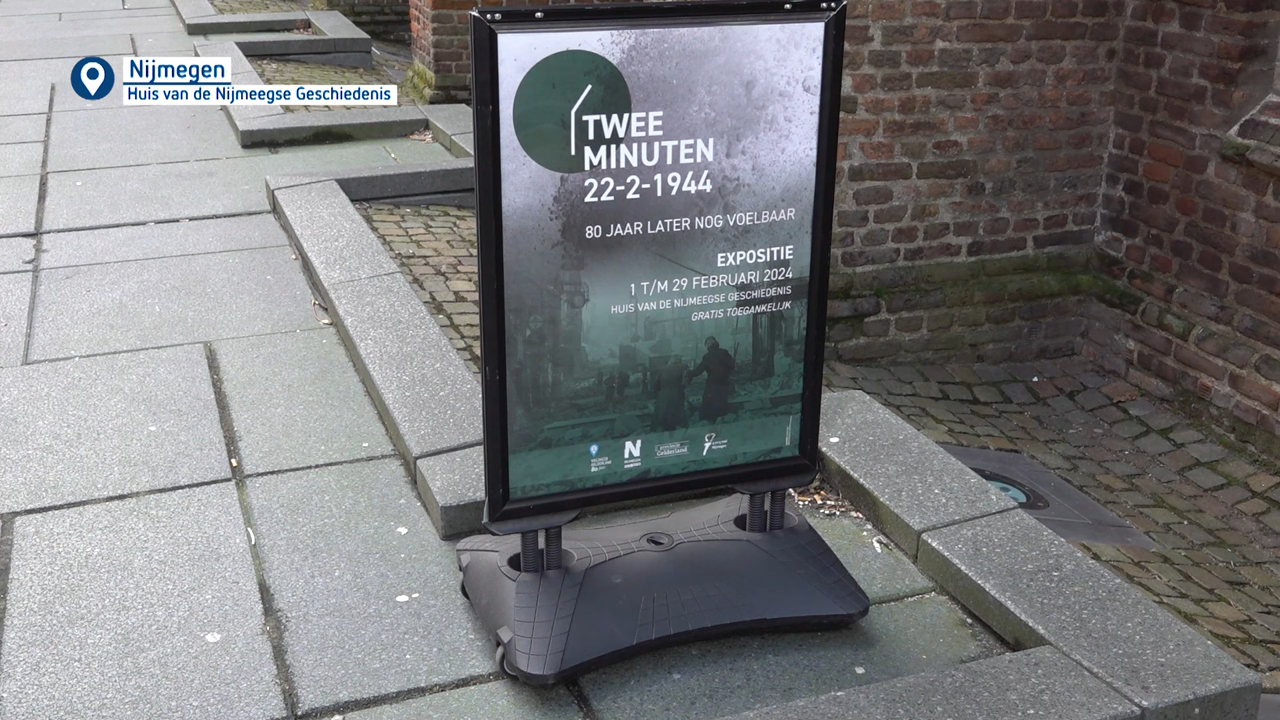 Nijmegen
Huis van de Nijmeegse Geschiedenis
TWEE
MINUTEN
22-2-1944
80 JAAR LATER NOG VOELBAAR
EXPOSITIE
1 T/M 29 FEBRUARI 2024
HUIS VAN DE NIJMEEGSE GESCHIEDENIS
GRATIS TOEGANKELIJK
N
Gelderland